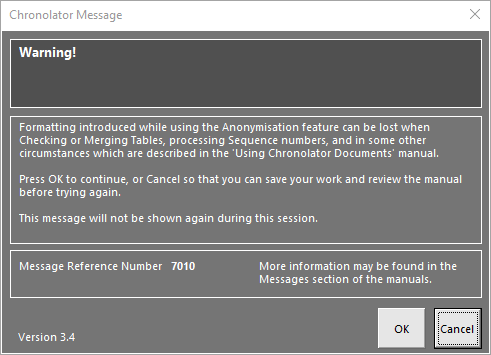 Chronolator Message
Warning!
Formatting introduced while using the Anonymisation feature can be lost when
Checking or Merging Tables, processing Sequence numbers, and in some other
circumstances which are described in the 'Using Chronolator Documents' manual.
Press OK to continue, or Cancel so that you can save your work and review the manual
before trying again.
This message will not be shown again during this session.
Message Reference Number 7010
More information may be found in the
Messages section of the manuals.
Version 3.4
OK
Cancel